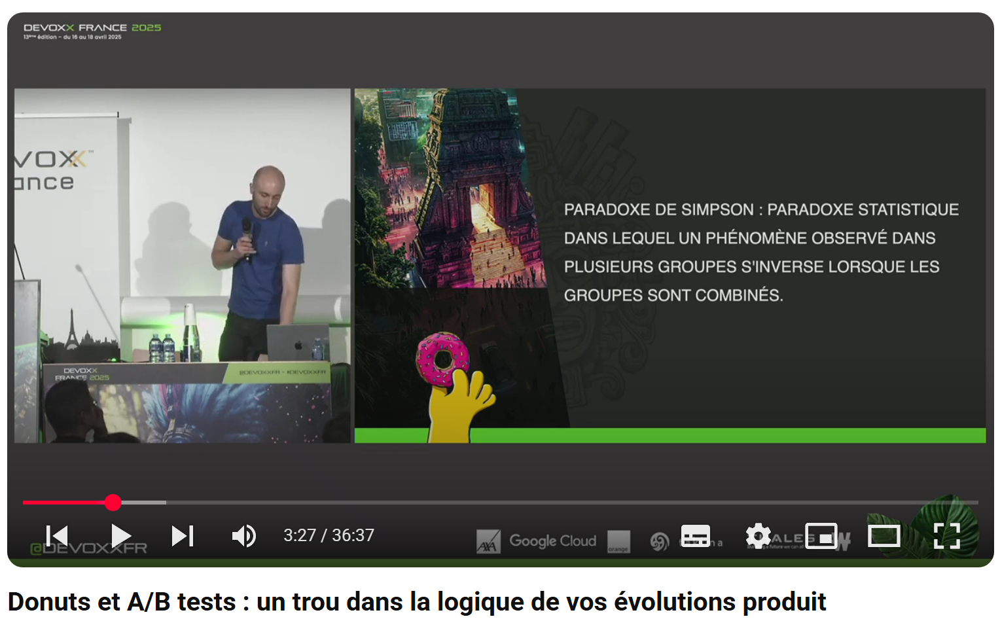 DEVOXX FRANCE 2025
13ème édition – du 16 au 18 avril 2025
VOXX™
ance
DEVOXX
FRANCE 2025
@DEVOXXFR - #DEVOXXFR
PARADOXE DE SIMPSON : PARADOXE STATISTIQUE
DANS LEQUEL UN PHÉNOMÈNE OBSERVÉ DANS
PLUSIEURS GROUPES S'INVERSE LORSQUE LES
GROUPES SONT COMBINÉS.
3:27 / 36:37
@DEVOXXFR
AXA
Google Cloud
orange
ALES
Donuts et A/B tests : un trou dans la logique de vos évolutions produit